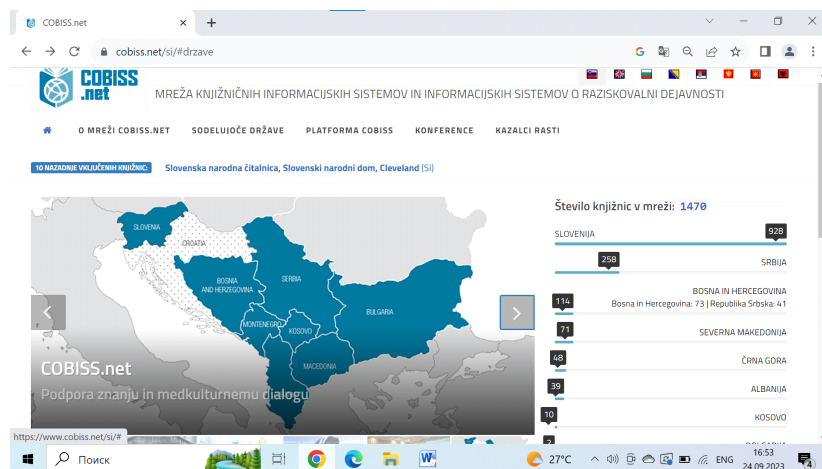 COBISS.net
cobiss.net/si/#drzave
COBISS
.net
MREŽA KNJIŽNIČNIH INFORMACIJSKIH SISTEMOV IN INFORMACIJSKIH SISTEMOV O RAZISKOVALNI DEJAVNOSTI
O MREŽI COBISS.NET SODELUJOČE DRŽAVE PLATFORMA COBISS KONFERENCE KAZALCI RASTI
10 NAZADNJE VKLJUČENIH KNJIŽNIC: Slovenska narodna čitalnica, Slovenski narodni dom, Cleveland (SI)
SLOVENIA
CROATIA
BOSNIA
AND HERZEGOVINA
SERBIA
MONTENEGRO
KOSOVO
BULGARIA
MACEDONIA
COBISS.net
Podpora znanju in medkulturnemu dialogu
Število knjižnic v mreži: 1470
SLOVENIJA 928
258 SRBIJA
BOSNA IN HERCEGOVINA
114 Bosna in Hercegovina: 73 | Republika Srbska: 41
71 SEVERNA MAKEDONIJA
48 ČRNA GORA
39 ALBANIJA
10 KOSOVO
https://www.cobiss.net/si/#
Поиск
27°C ENG 16:53
24.09.2023 4